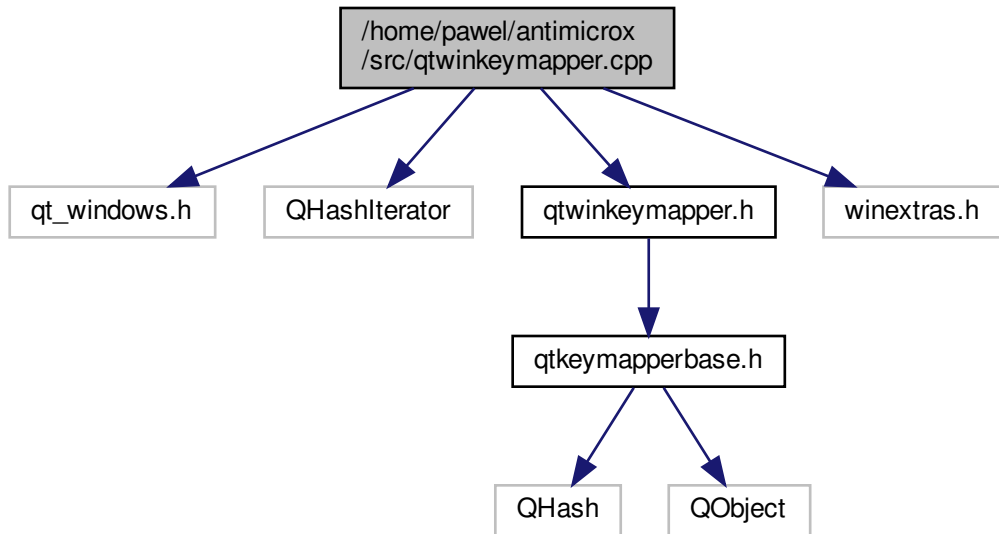 /home/pawel/antimicrox
/src/qtwinkeymapper.cpp
qt_windows.h
QHashIterator
qtwinkeymapper.h
winextras.h
qtkeymapperbase.h
QHash
QObject